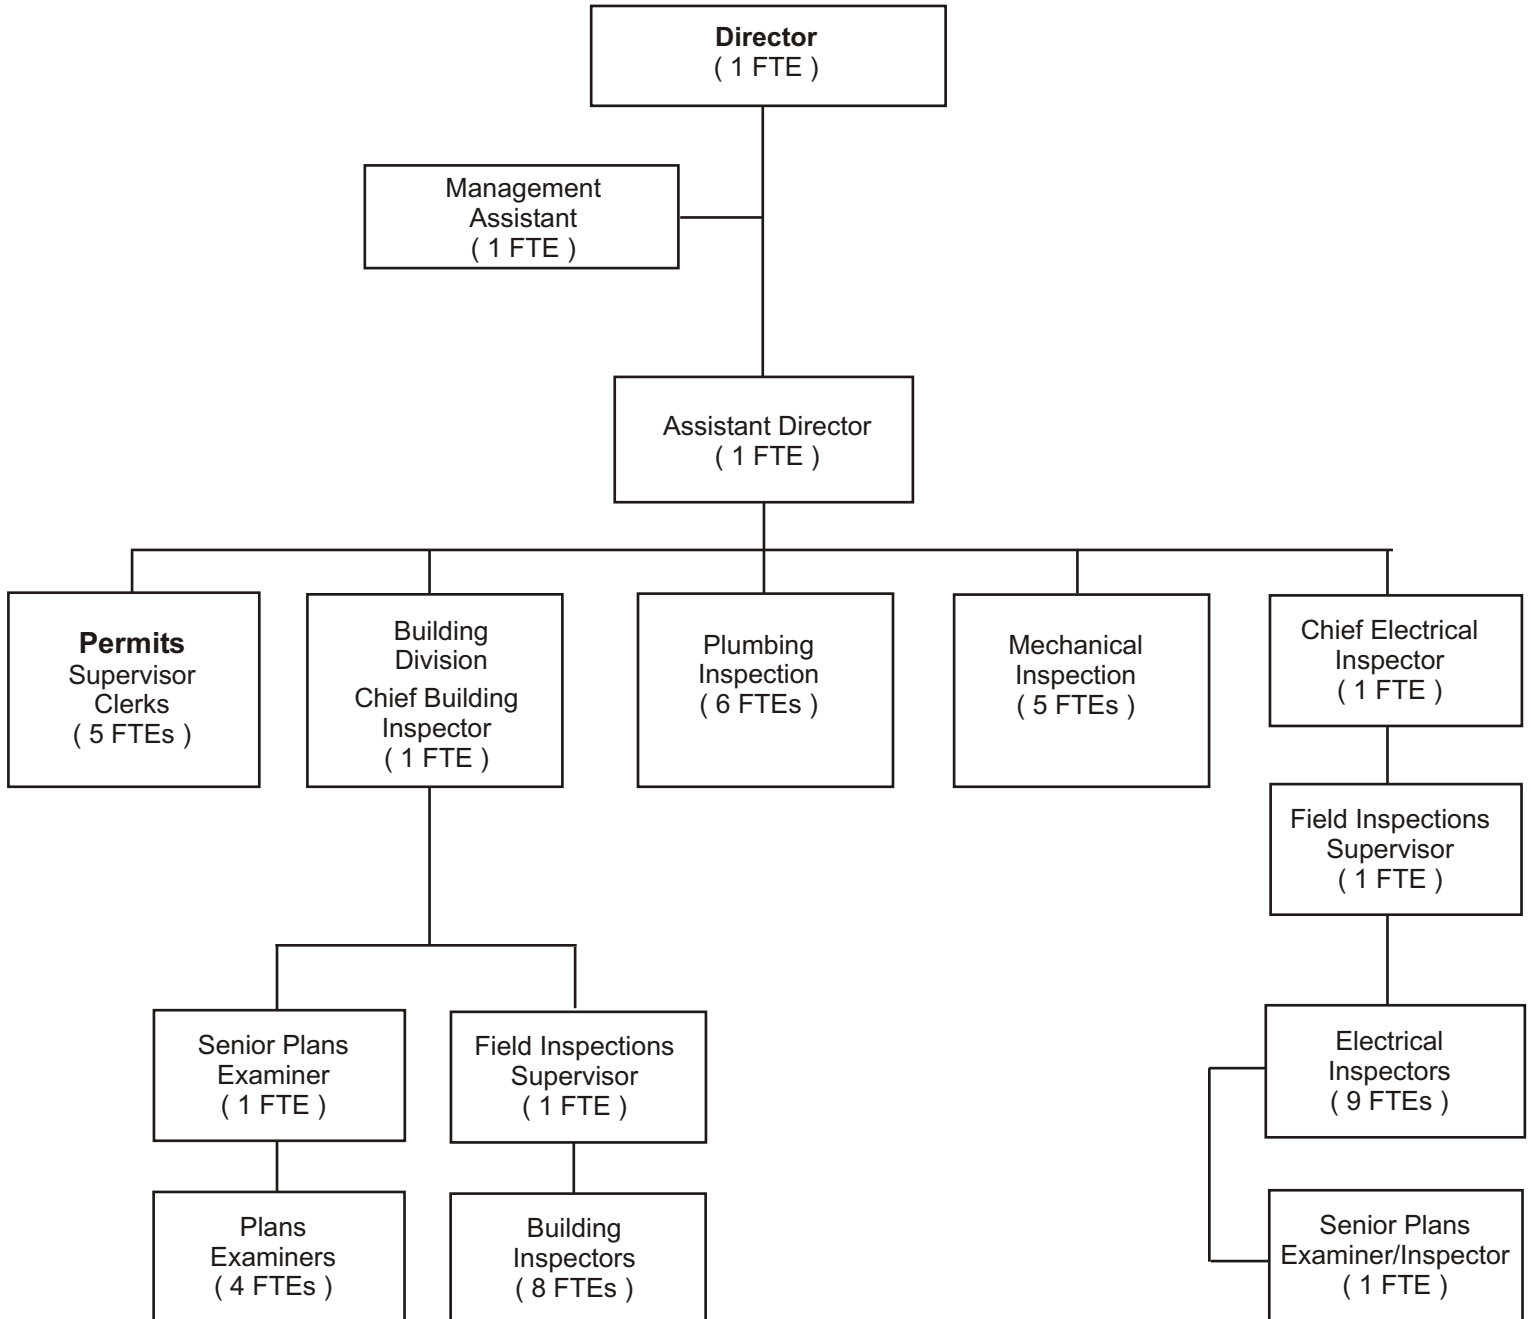 Director
( 1 FTE )
Management
Assistant
( 1 FTE )
Assistant Director
( 1 FTE )
Permits
Supervisor
Clerks
( 5 FTEs )
Building
Division
Chief Building
Inspector
( 1 FTE )
Plumbing
Inspection
( 6 FTEs )
Mechanical
Inspection
( 5 FTEs )
Chief Electrical
Inspector
( 1 FTE )
Field Inspections
Supervisor
( 1 FTE )
Senior Plans
Examiner
( 1 FTE )
Field Inspections
Supervisor
( 1 FTE )
Electrical
Inspectors
( 9 FTEs )
Plans
Examiners
( 4 FTEs )
Building
Inspectors
( 8 FTEs )
Senior Plans
Examiner/Inspector
( 1 FTE )